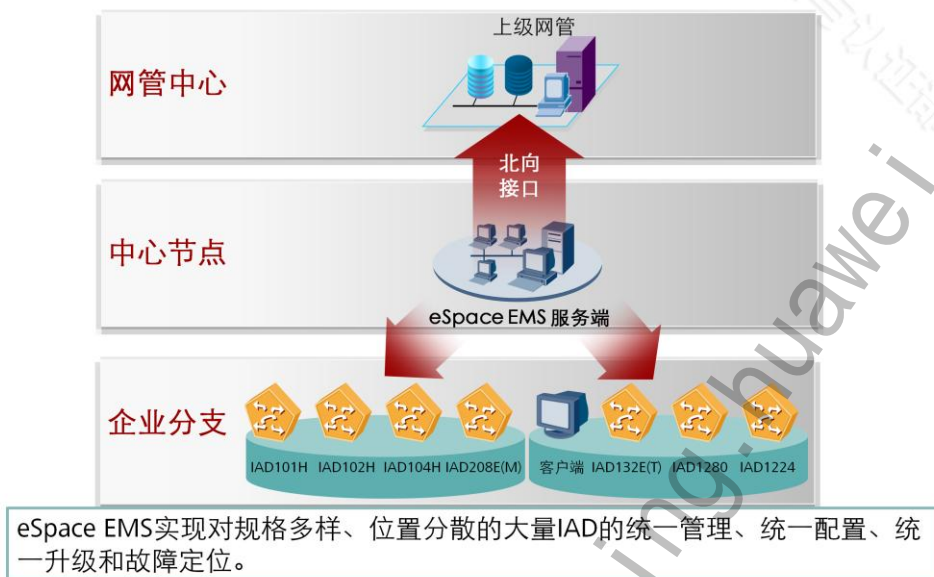 上级网管
网管中心
北向
接口
中心节点
eSpace EMS 服务端
企业分支
IAD101H IAD102H IAD104H IAD208E(M) 客户端 IAD132E(T) IAD1280 IAD1224
eSpace EMS实现对规格多样、位置分散的大量IAD的统一管理、统一配置、统
一升级和故障定位。
ing.huawei